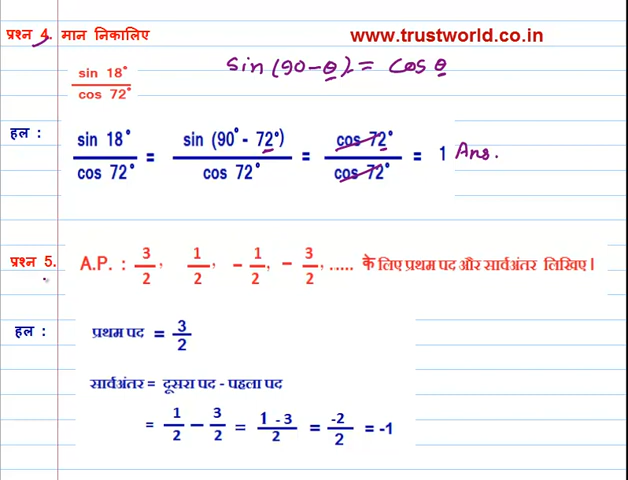 प्रश्न 4. मान निकालिए
www.trustworld.co.in
sin (90-θ) = cos θ
sin 18°
cos 72°
हल :
sin 18° / cos 72° = sin (90° - 72°) / cos 72° = cos 72° / cos 72° = 1 Ans.
प्रश्न 5. A.P. : 3/2, 1/2, - 1/2, - 3/2, ..... के लिए प्रथम पद और सार्वअंतर लिखिए।
हल : प्रथम पद = 3/2
सार्वअंतर = दूसरा पद - पहला पद
= 1/2 - 3/2 = 1 - 3 / 2 = -2/2 = -1